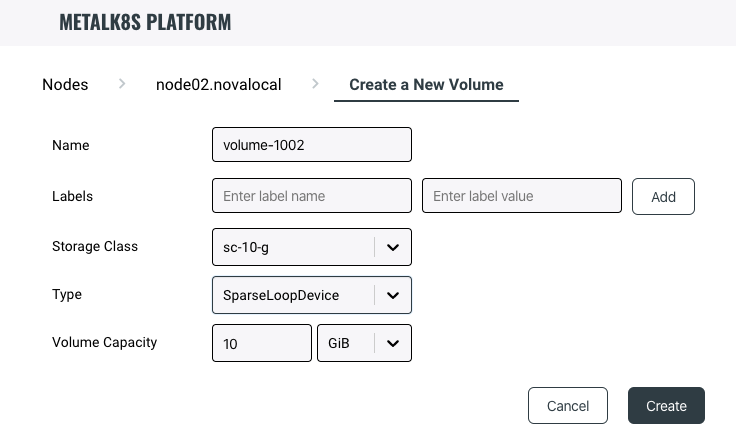 METALK8S PLATFORM
Nodes > node02.novalocal > Create a New Volume
Name volume-1002
Labels Enter label name Enter label value Add
Storage Class sc-10-g
Type SparseLoopDevice
Volume Capacity 10 GiB
Cancel Create